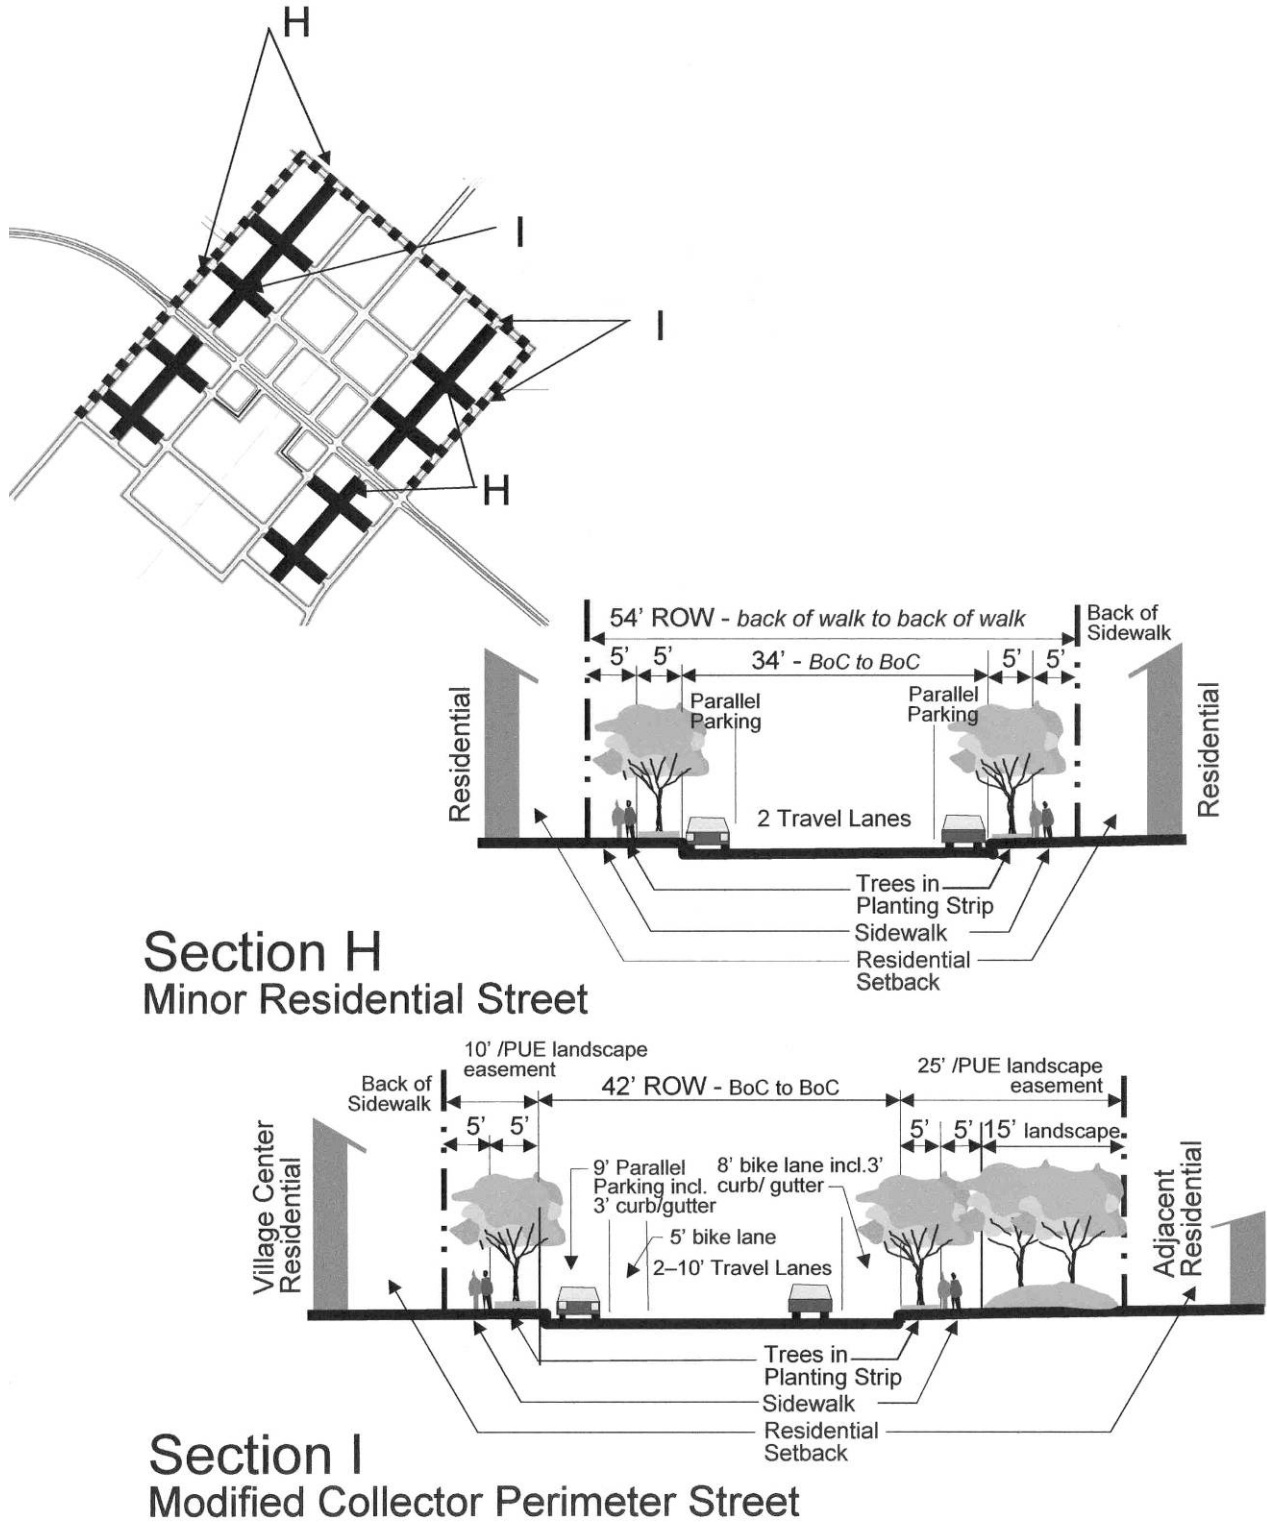 H
I
I
H
54' ROW - back of walk to back of walk
Back of
Sidewalk
5' 5' 34' - BoC to BoC 5' 5'
Parallel
Parking
Parallel
Parking
Residential
Residential
2 Travel Lanes
Trees in
Planting Strip
Sidewalk
Residential
Setback
Section H
Minor Residential Street
10' /PUE landscape
easement
25' /PUE landscape
easement
Back of
Sidewalk
42' ROW - BoC to BoC
5' 5' 5' 5' 15' landscape
Village Center
Residential
9' Parallel
Parking incl.
3' curb/gutter
8' bike lane incl.3'
curb/ gutter
5' bike lane
2–10' Travel Lanes
Adjacent
Residential
Trees in
Planting Strip
Sidewalk
Residential
Setback
Section I
Modified Collector Perimeter Street